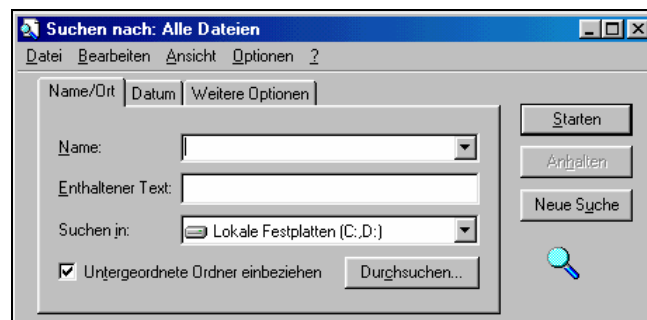 Suchen nach: Alle Dateien
Datei Bearbeiten Ansicht Optionen ?
Name/Ort Datum Weitere Optionen
Name:
Enthaltener Text:
Suchen in: Lokale Festplatten (C:,D:)
Untergeordnete Ordner einbeziehen Durchsuchen...
Starten
Anhalten
Neue Suche